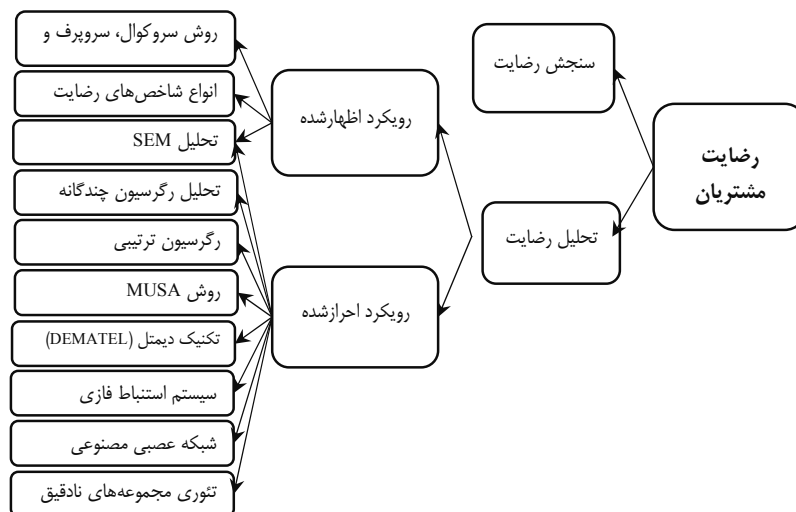 رضایت
مشتریان
سنجش رضایت
تحلیل رضایت
رویکرد اظهارشده
رویکرد احرازشده
روش سروکوال، سروپرف و
انواع شاخص‌های رضایت
تحلیل SEM
تحلیل رگرسیون چندگانه
رگرسیون ترتیبی
روش MUSA
تکنیک دیمتل (DEMATEL)
سیستم استنباط فازی
شبکه عصبی مصنوعی
تئوری مجموعه‌های نادقیق